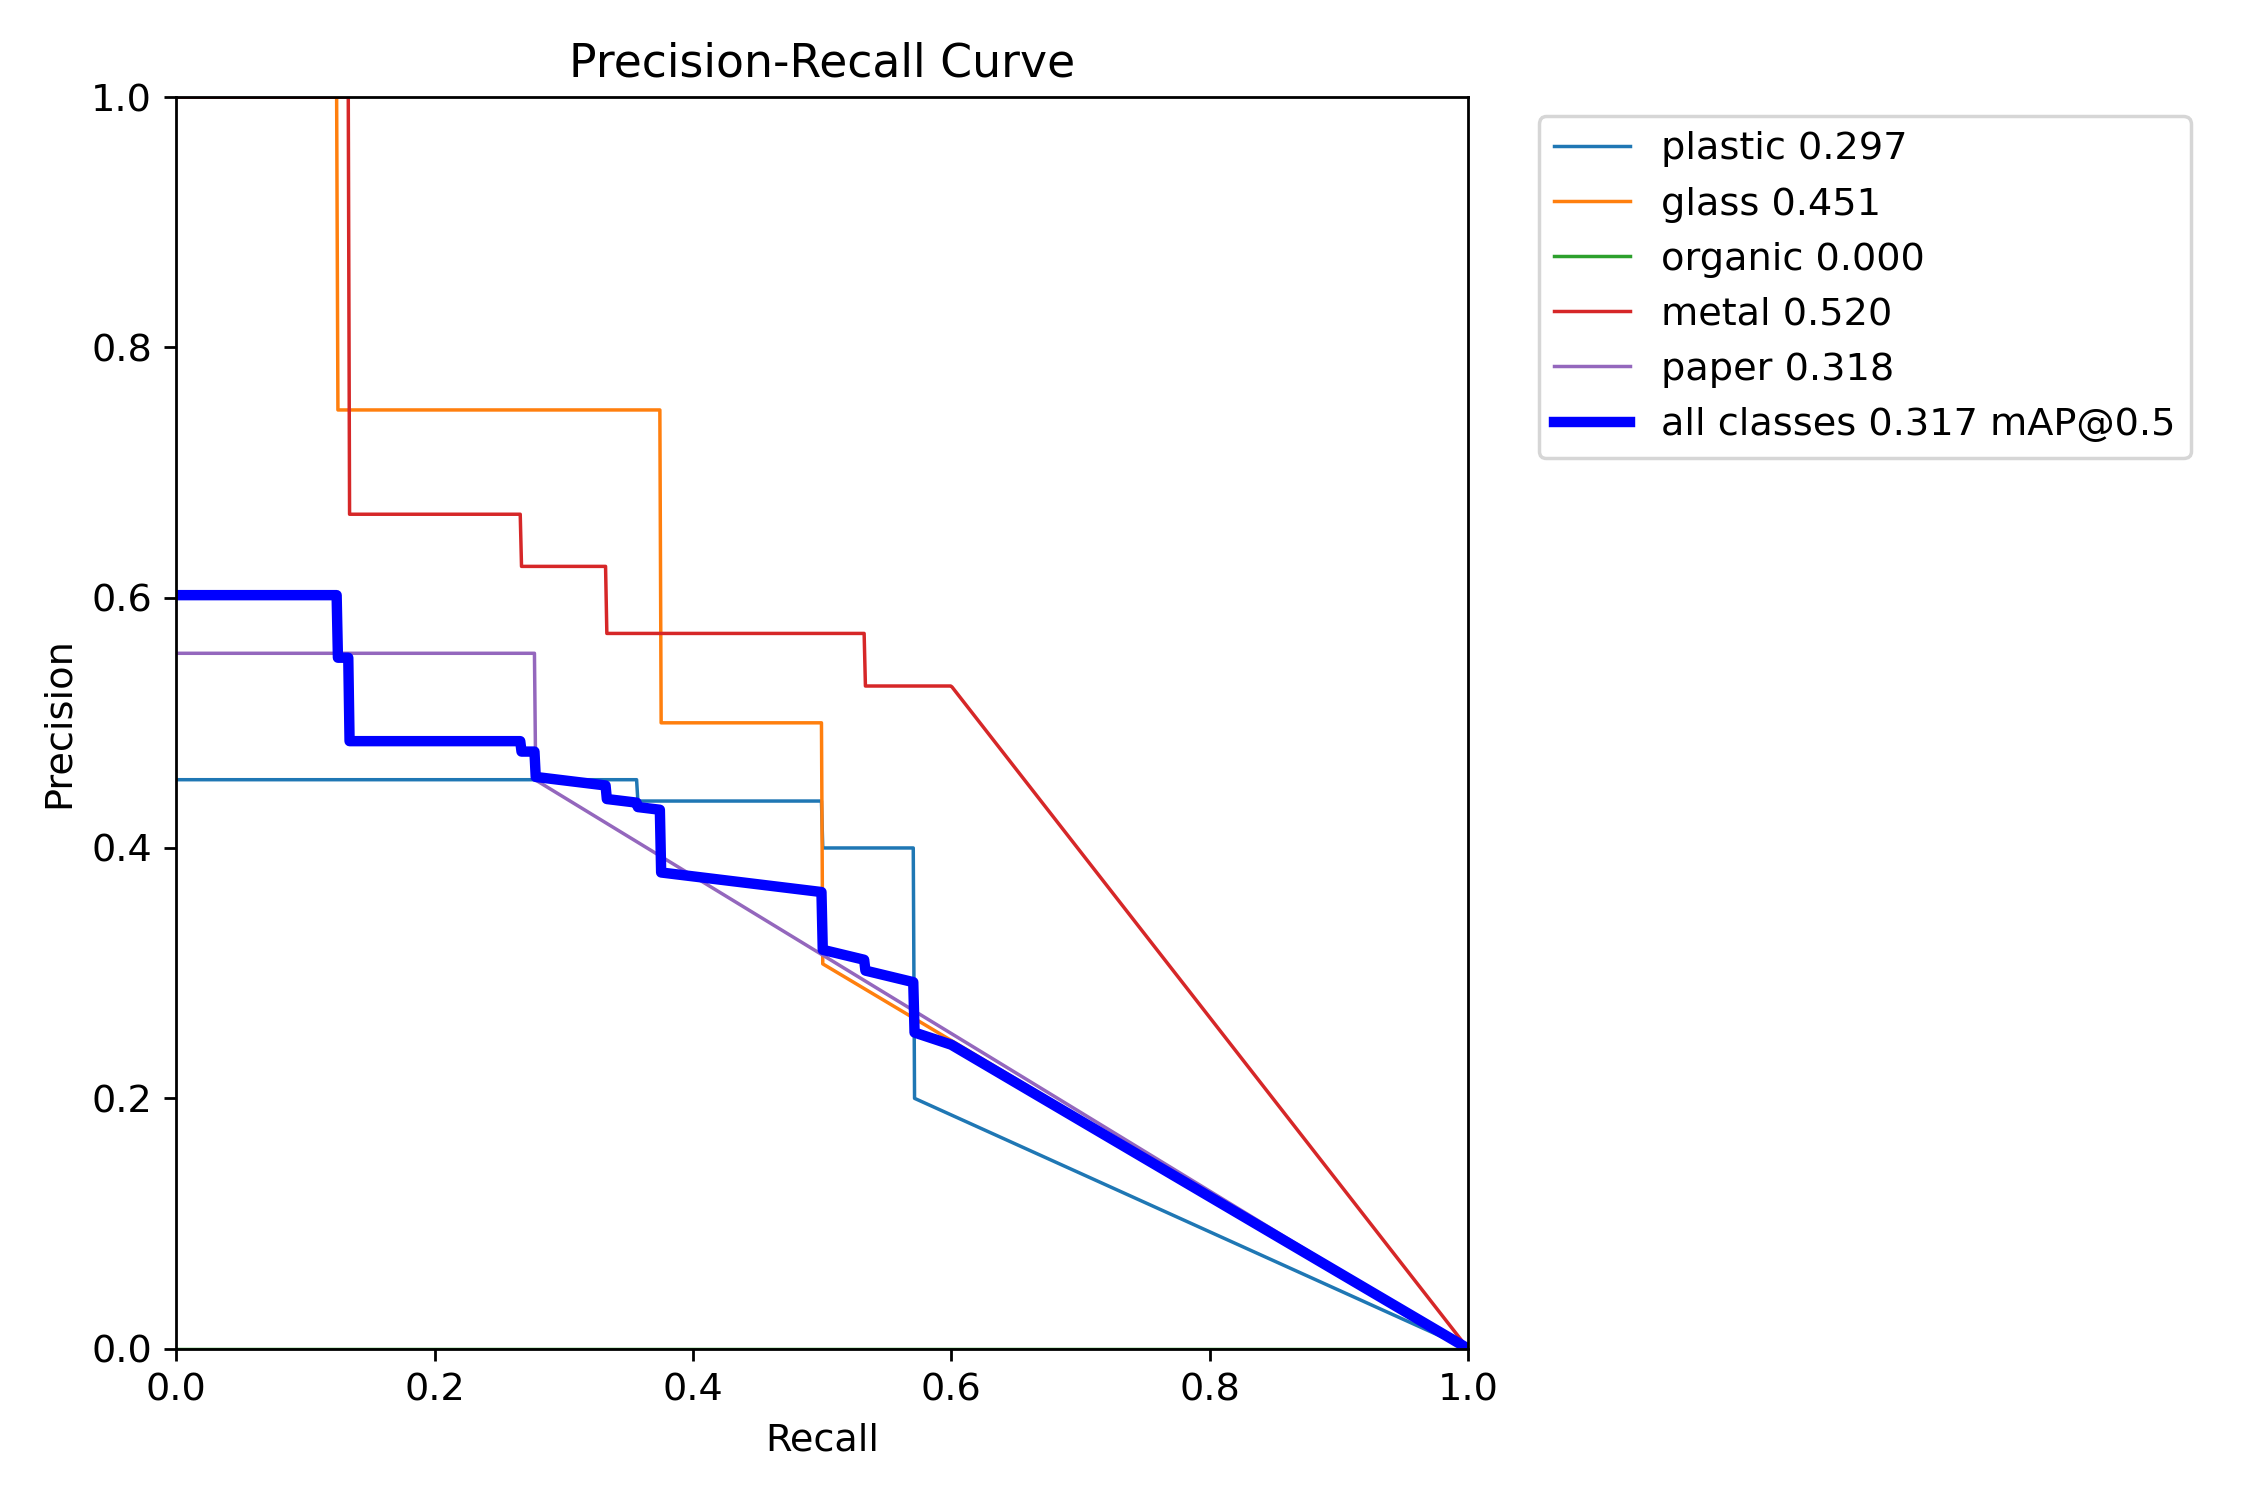 Precision-Recall Curve
1.0
0.8
0.6
0.4
0.2
0.0
Precision
0.0 0.2 0.4 0.6 0.8 1.0
Recall
plastic 0.297
glass 0.451
organic 0.000
metal 0.520
paper 0.318
all classes 0.317 mAP@0.5